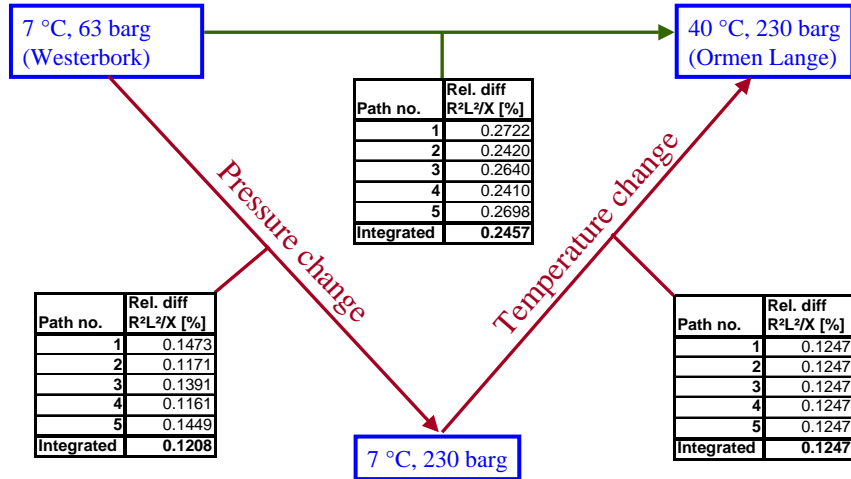 7 °C, 63 barg
(Westerbork)
40 °C, 230 barg
(Ormen Lange)
Path no. Rel. diff R²L²/X [%]
1 0.2722
2 0.2420
3 0.2640
4 0.2410
5 0.2698
Integrated 0.2457
Pressure change
Temperature change
Path no. Rel. diff R²L²/X [%]
1 0.1473
2 0.1171
3 0.1391
4 0.1161
5 0.1449
Integrated 0.1208
Path no. Rel. diff R²L²/X [%]
1 0.1247
2 0.1247
3 0.1247
4 0.1247
5 0.1247
Integrated 0.1247
7 °C, 230 barg